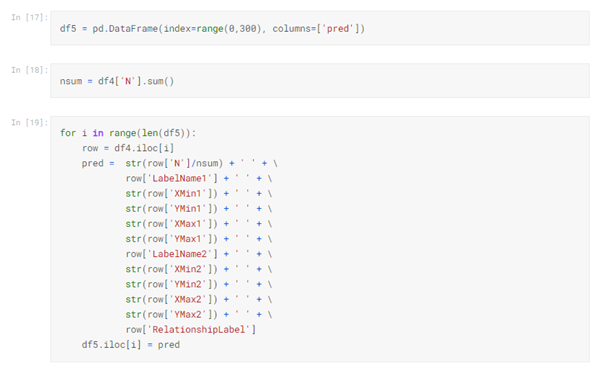 In [17]:
df5 = pd.DataFrame(index=range(0,300), columns=['pred'])
In [18]:
nsum = df4['N'].sum()
In [19]:
for i in range(len(df5)):
    row = df4.iloc[i]
    pred =  str(row['N']/nsum) + ' ' + \
            row['LabelName1'] + ' ' + \
            str(row['XMin1']) + ' ' + \
            str(row['YMin1']) + ' ' + \
            str(row['XMax1']) + ' ' + \
            str(row['YMax1']) + ' ' + \
            row['LabelName2'] + ' ' + \
            str(row['XMin2']) + ' ' + \
            str(row['YMin2']) + ' ' + \
            str(row['XMax2']) + ' ' + \
            str(row['YMax2']) + ' ' + \
            row['RelationshipLabel']
    df5.iloc[i] = pred